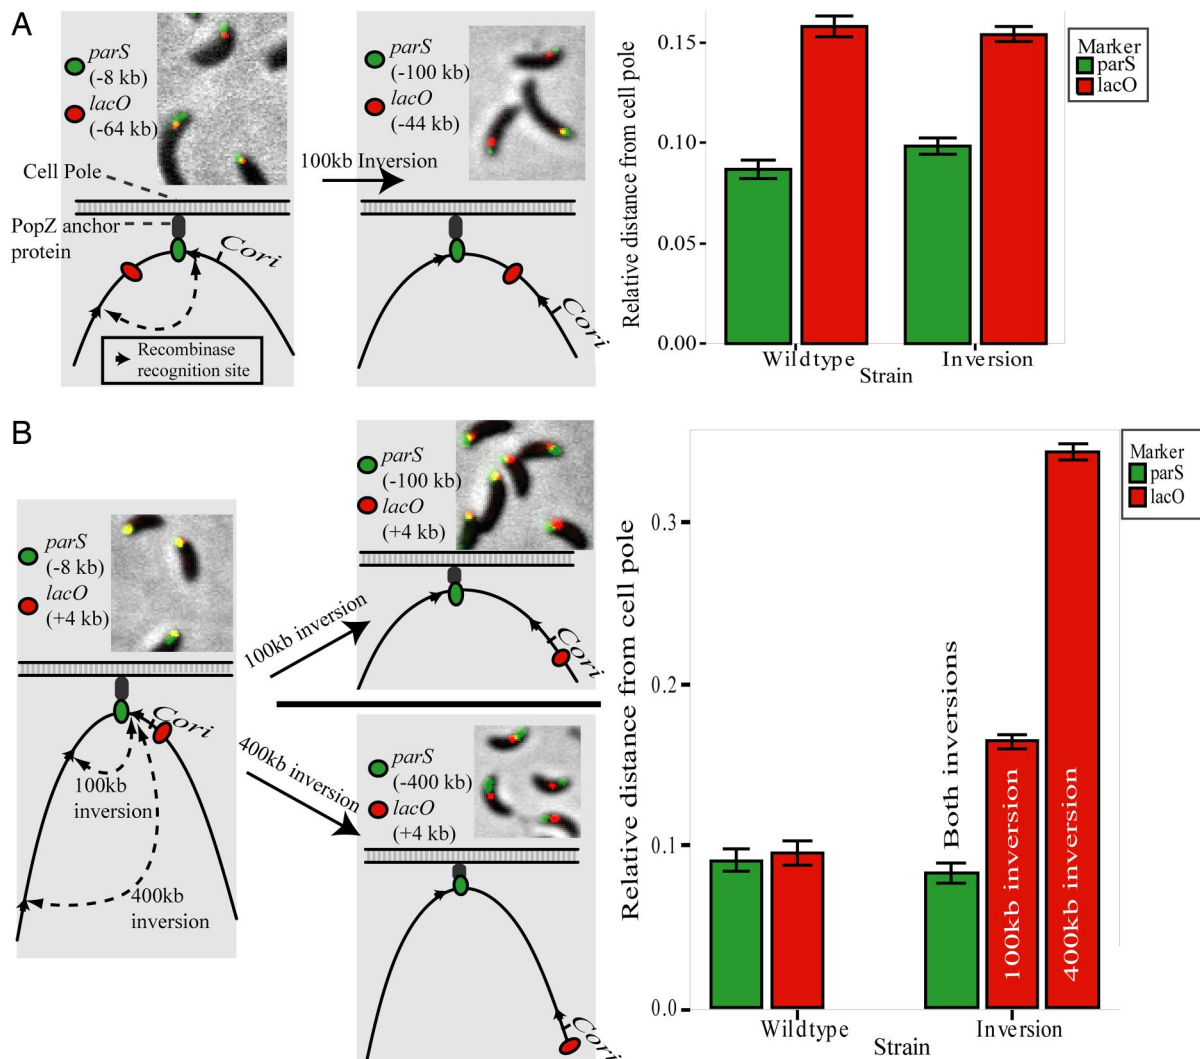 A
parS
(-8 kb)
lacO
(-64 kb)
Cell Pole
PopZ anchor
protein
Cori
Recombinase
recognition site
100kb Inversion
parS
(-100 kb)
lacO
(-44 kb)
Cori
Relative distance from cell pole
0.15
0.10
0.05
0.00
Wildtype
Inversion
Strain
Marker
parS
lacO
B
parS
(-8 kb)
lacO
(+4 kb)
Cori
100kb
inversion
400kb
inversion
100kb inversion
400kb inversion
parS
(-100 kb)
lacO
(+4 kb)
Cori
parS
(-400 kb)
lacO
(+4 kb)
Cori
Relative distance from cell pole
0.3
0.2
0.1
0.0
Both inversions
100kb inversion
400kb inversion
Wildtype
Inversion
Strain
Marker
parS
lacO